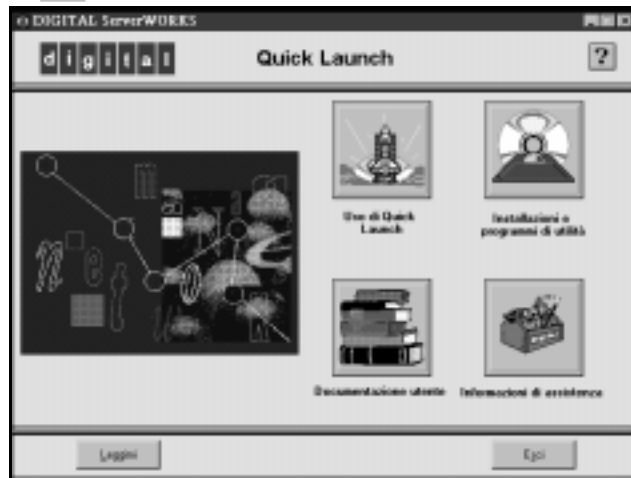 DIGITAL ServerWORKS
digital
Quick Launch
?
Uso di Quick
Launch
Installazioni e
programmi di utilità
Documentazione utente
Informazioni di assistenza
Leggimi
Esci